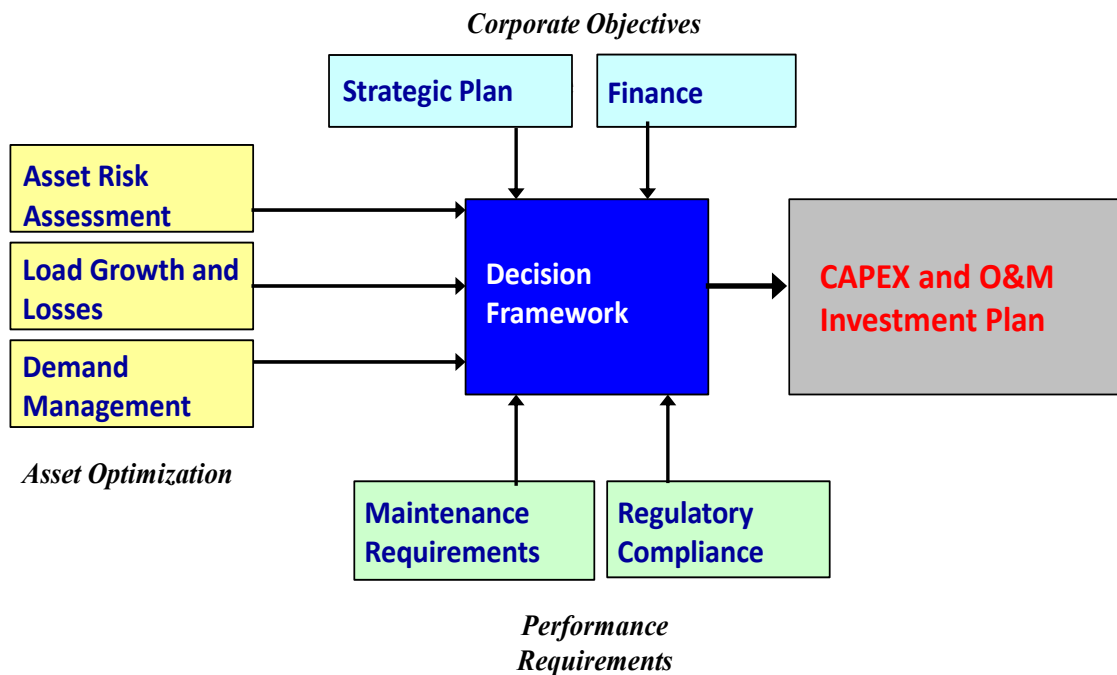 Corporate Objectives
Strategic Plan
Finance
Asset Risk
Assessment
Load Growth and
Losses
Demand
Management
Asset Optimization
Decision
Framework
CAPEX and O&M
Investment Plan
Maintenance
Requirements
Regulatory
Compliance
Performance
Requirements